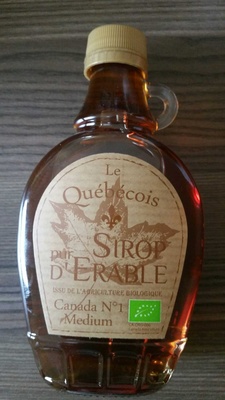 Le
Québécois
SIROP
pur
D'ERABLE
ISSU DE L'AGRICULTURE BIOLOGIQUE
Canada N°1
Medium